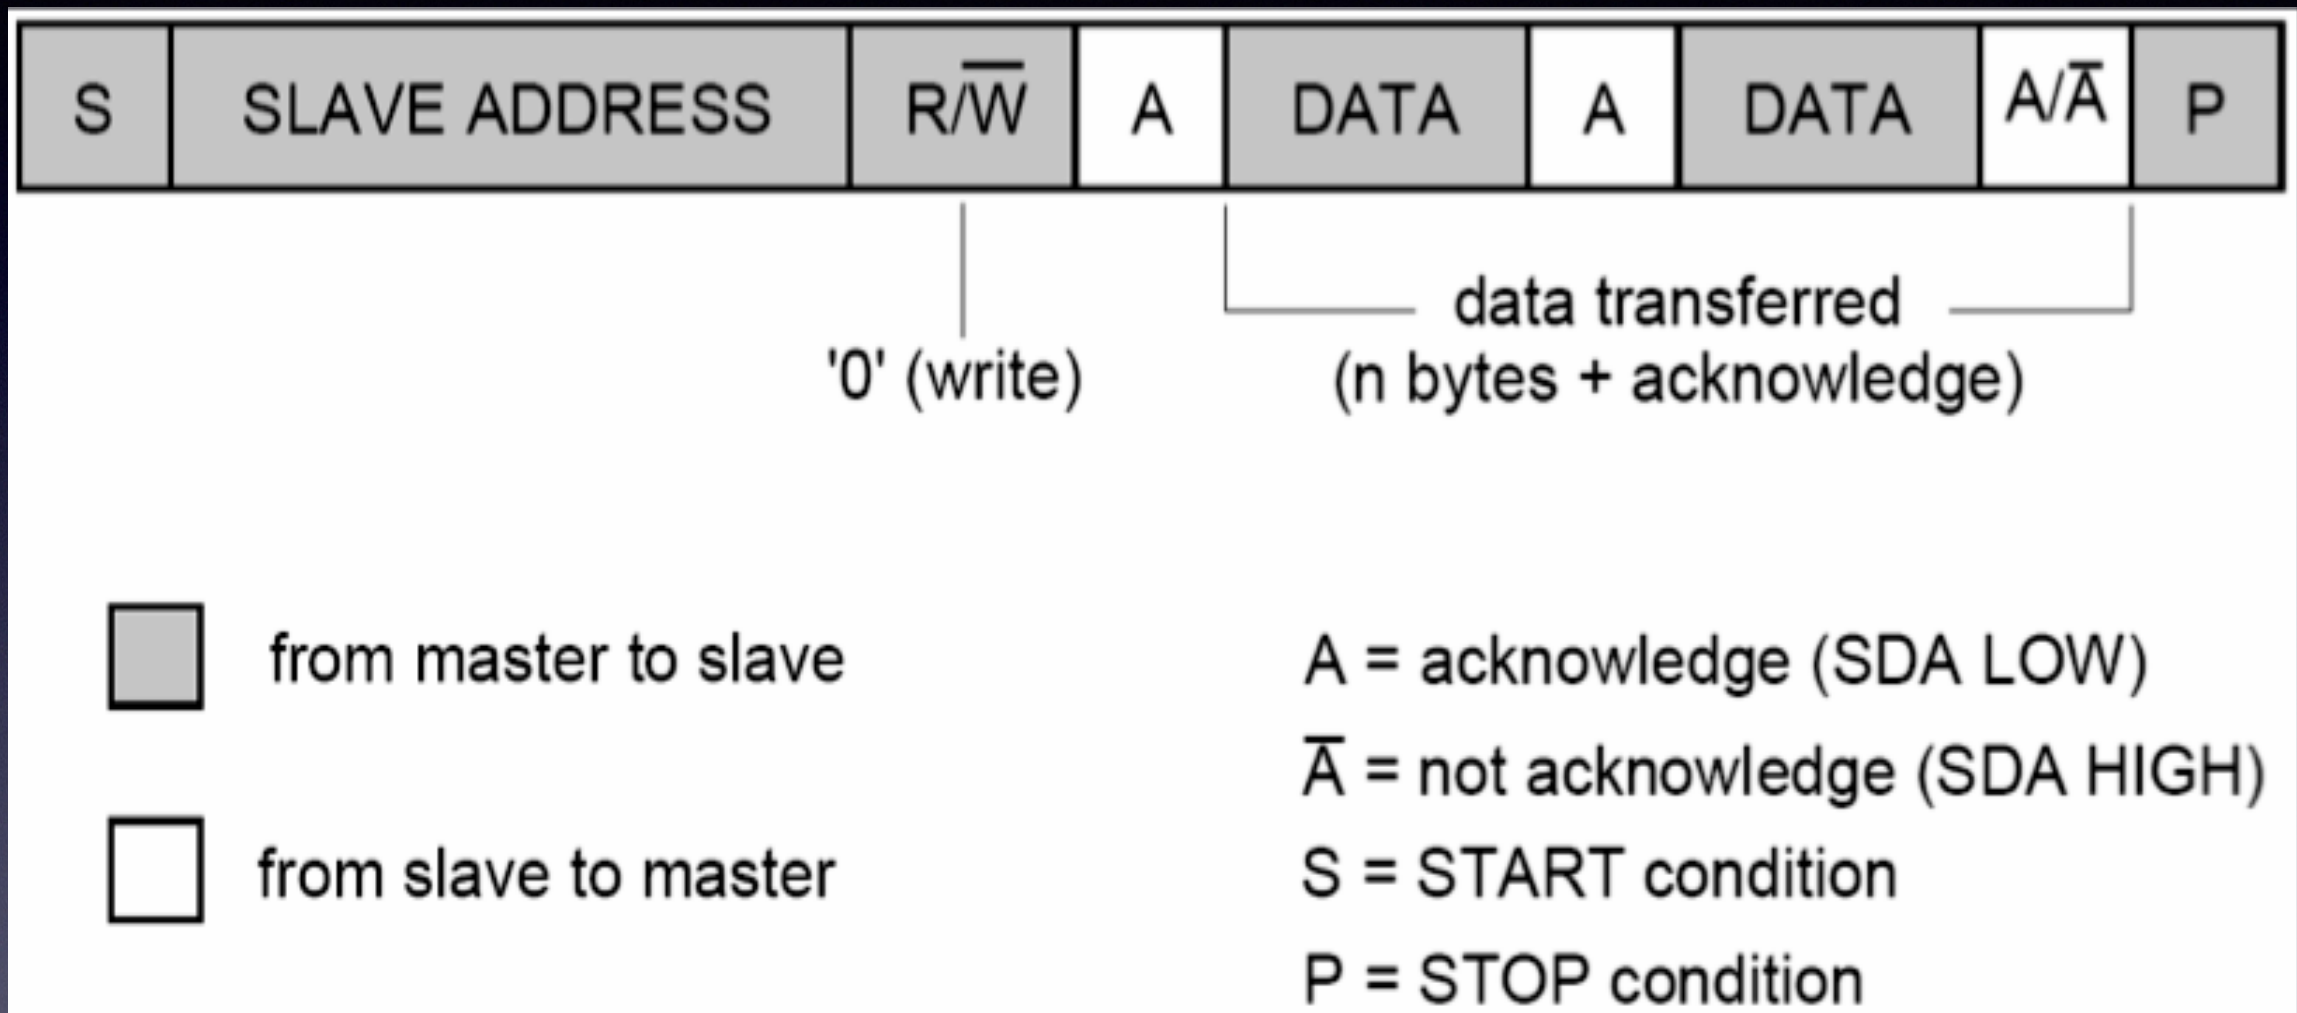 S SLAVE ADDRESS R/W̅ A DATA A DATA A/A̅ P
'0' (write)
data transferred
(n bytes + acknowledge)
from master to slave
from slave to master
A = acknowledge (SDA LOW)
A̅ = not acknowledge (SDA HIGH)
S = START condition
P = STOP condition